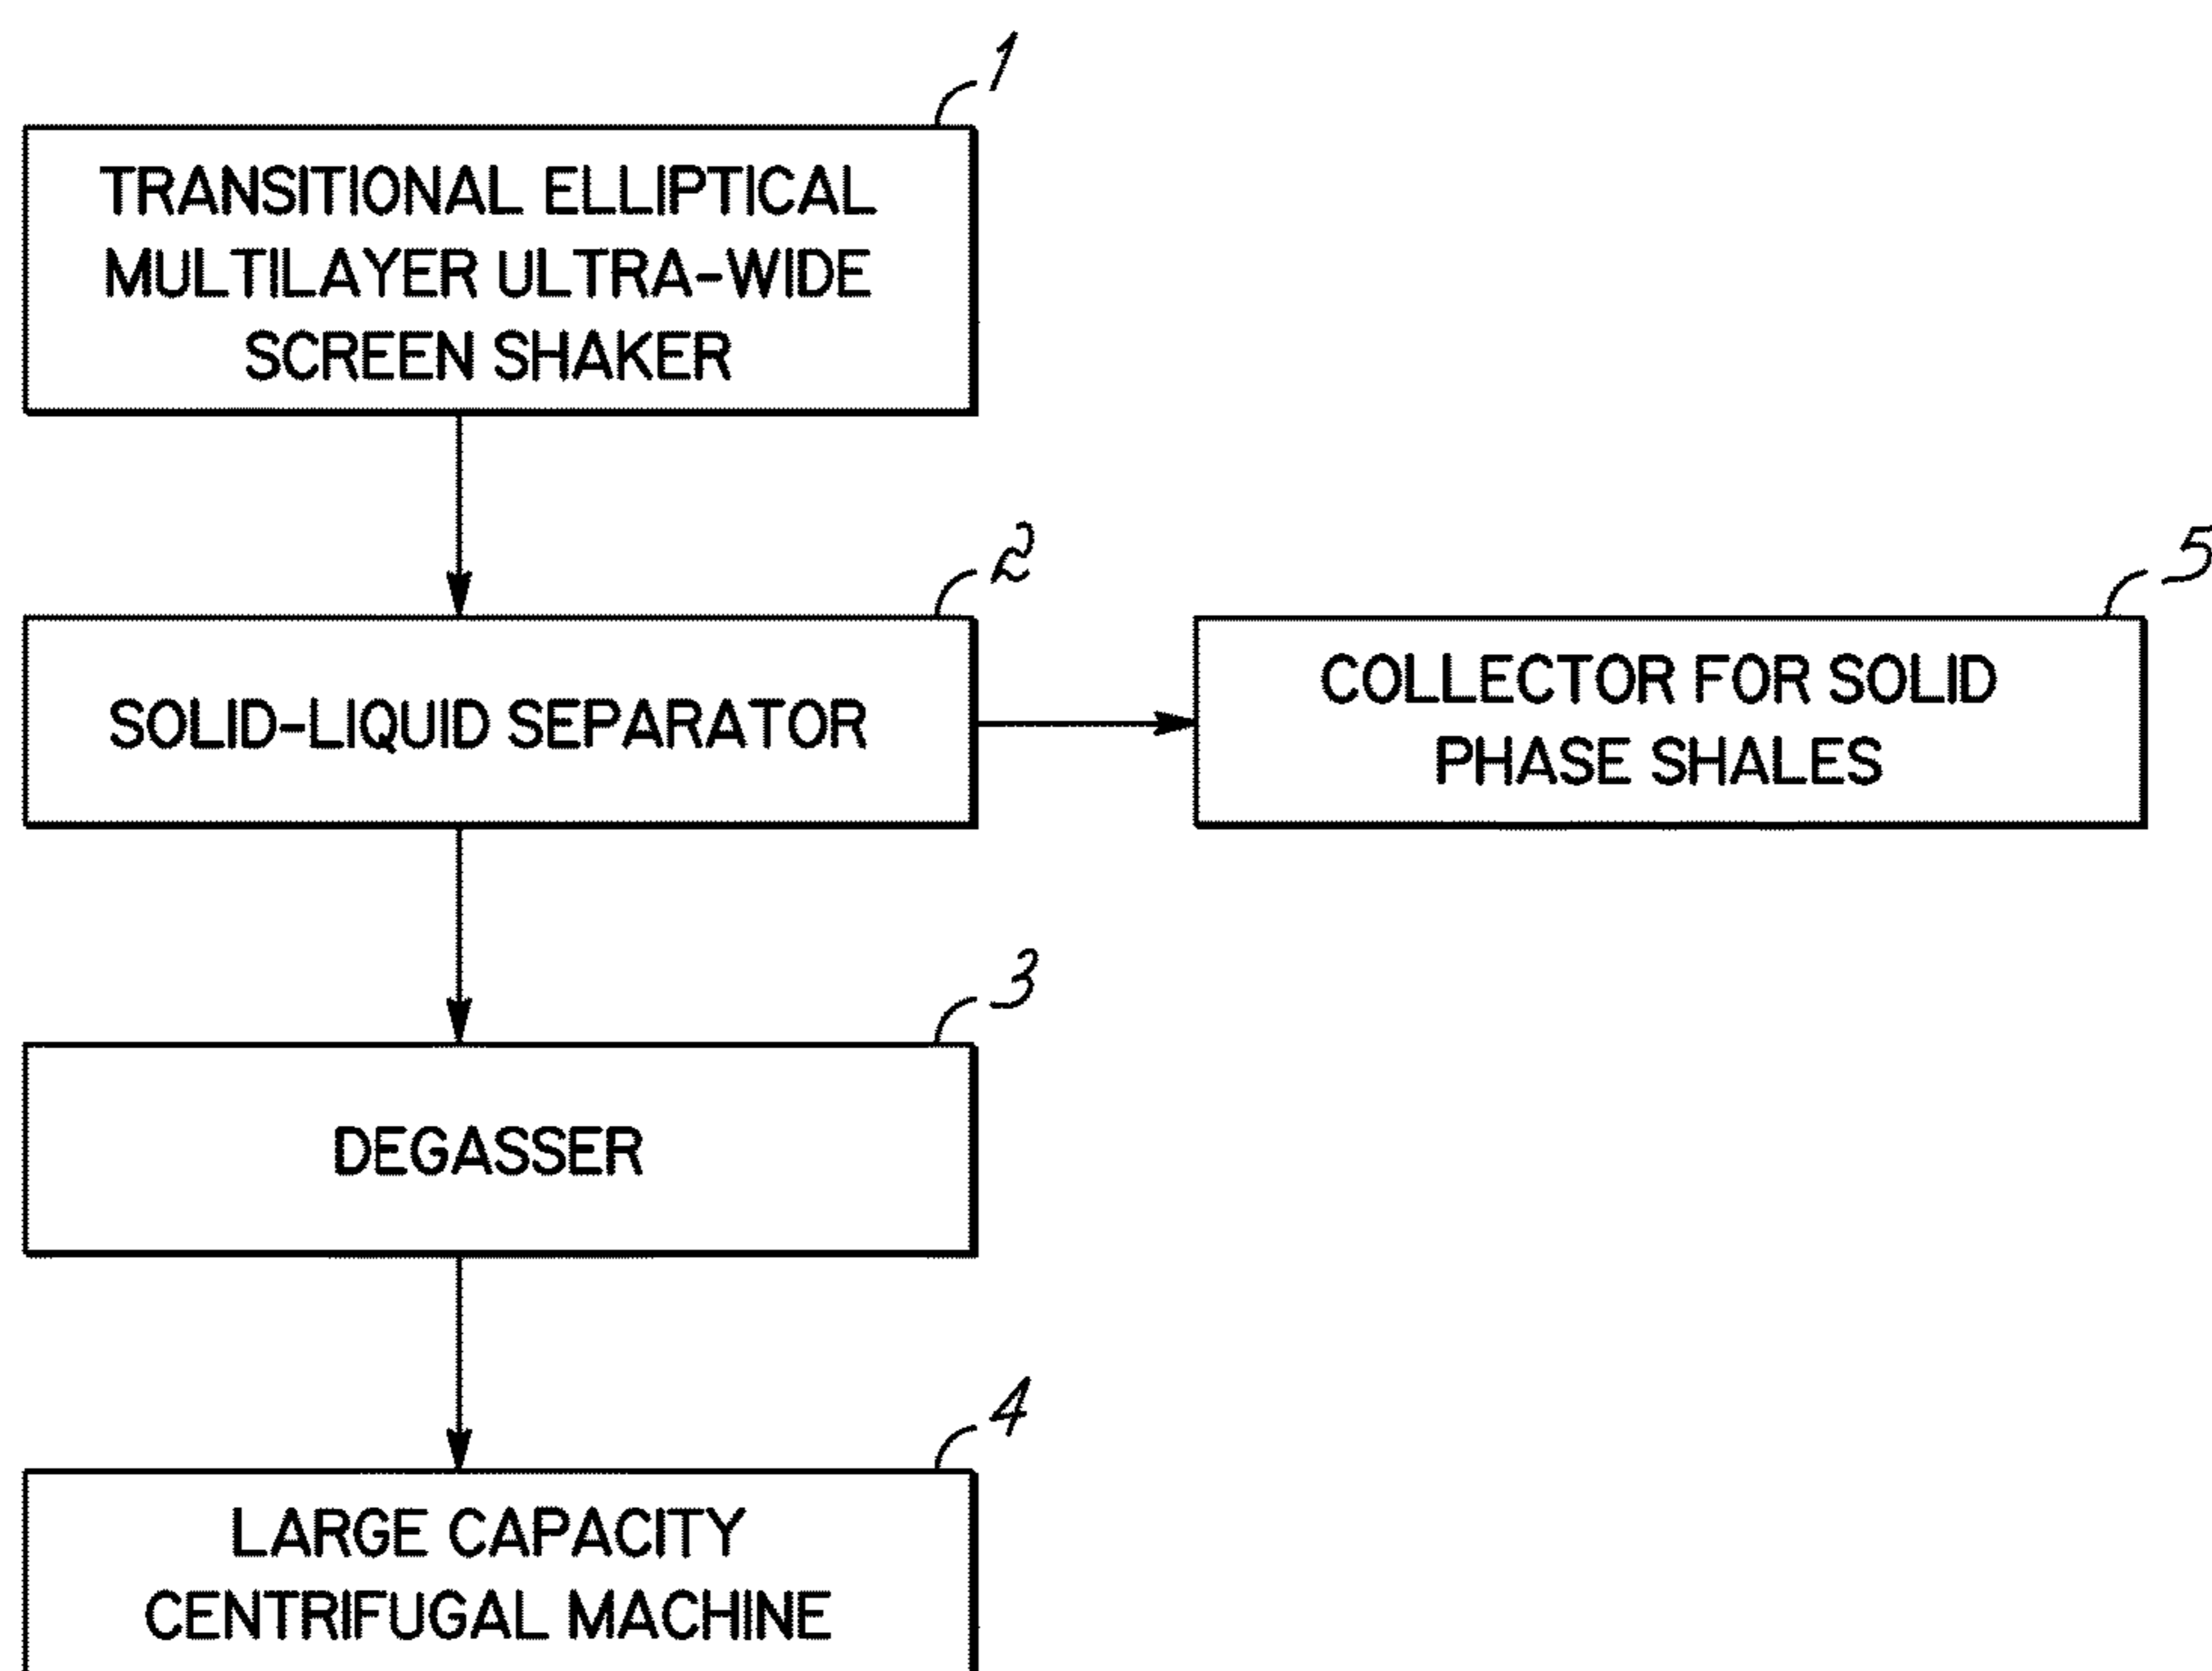 1
TRANSITIONAL ELLIPTICAL
MULTILAYER ULTRA-WIDE
SCREEN SHAKER
2
SOLID-LIQUID SEPARATOR
5
COLLECTOR FOR SOLID
PHASE SHALES
3
DEGASSER
4
LARGE CAPACITY
CENTRIFUGAL MACHINE